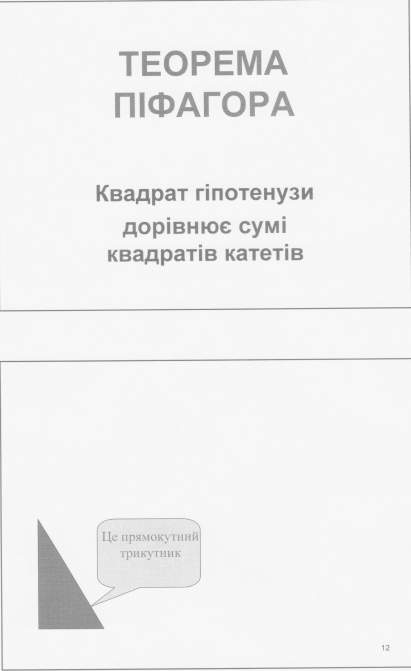 ТЕОРЕМА
ПІФАГОРА
Квадрат гіпотенузи
дорівнює сумі
квадратів катетів
Це прямокутний
трикутник
12